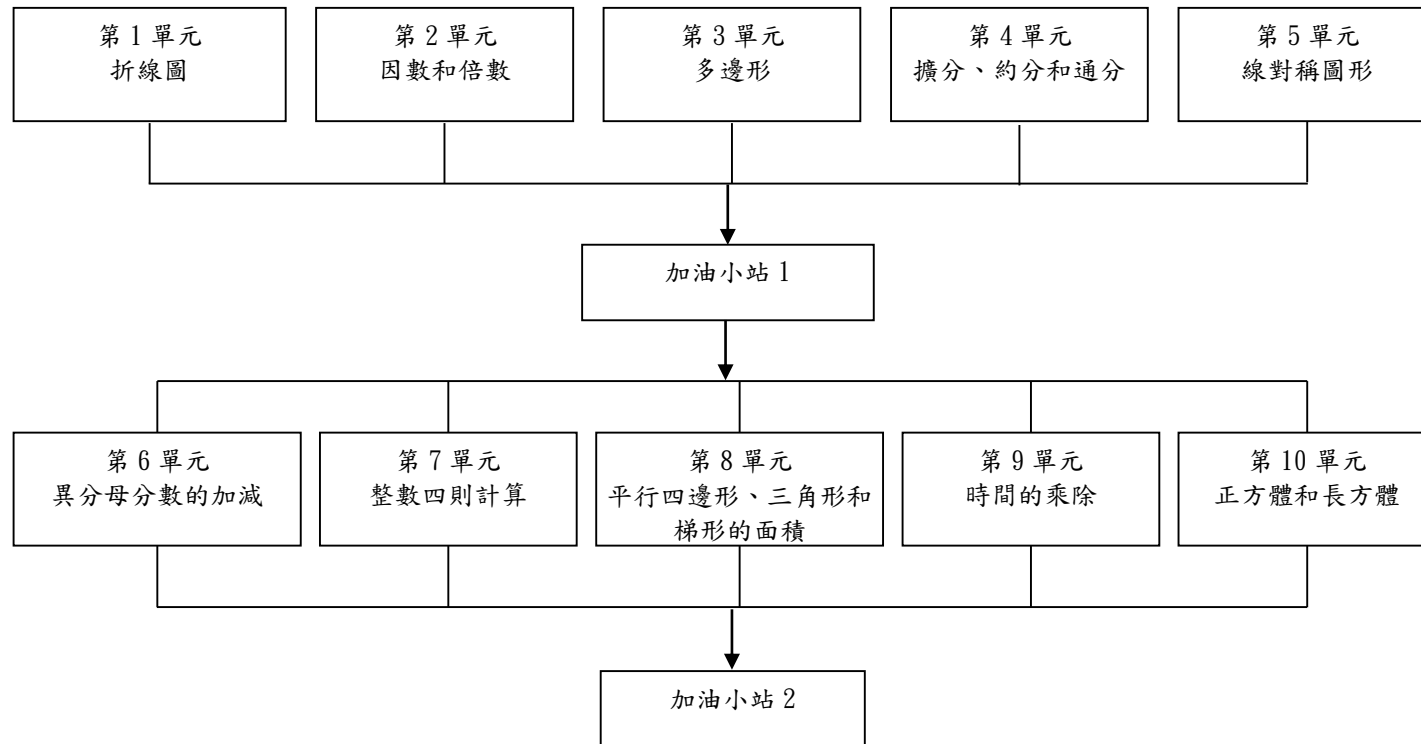 第 1 單元
折線圖
第 2 單元
因數和倍數
第 3 單元
多邊形
第 4 單元
擴分、約分和通分
第 5 單元
線對稱圖形
加油小站 1
第 6 單元
異分母分數的加減
第 7 單元
整數四則計算
第 8 單元
平行四邊形、三角形和
梯形的面積
第 9 單元
時間的乘除
第 10 單元
正方體和長方體
加油小站 2